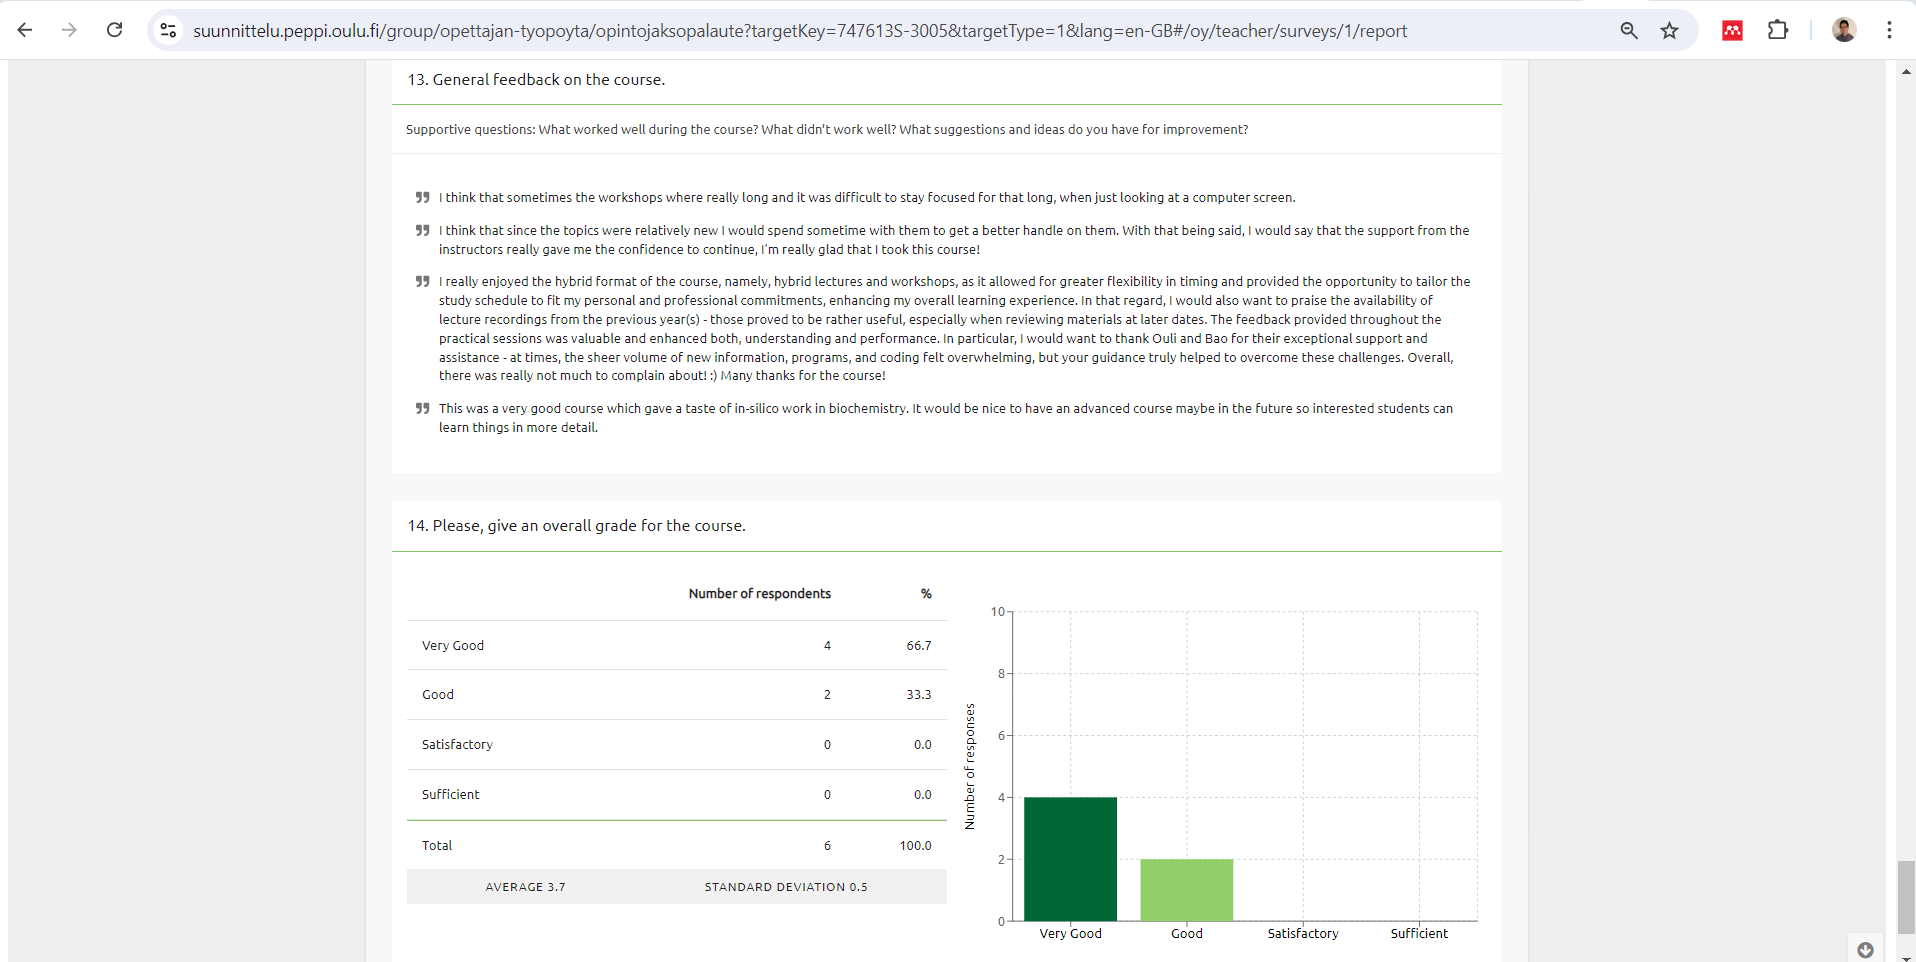 suunnittelu.peppi.oulu.fi/group/opettajan-tyopoyta/opintojaksopalaute?targetKey=747613S-3005&targetType=1&lang=en-GB#/oy/teacher/surveys/1/report
13. General feedback on the course.
Supportive questions: What worked well during the course? What didn't work well? What suggestions and ideas do you have for improvement?
I think that sometimes the workshops where really long and it was difficult to stay focused for that long, when just looking at a computer screen.
I think that since the topics were relatively new I would spend sometime with them to get a better handle on them. With that being said, I would say that the support from the
instructors really gave me the confidence to continue, I'm really glad that I took this course!
I really enjoyed the hybrid format of the course, namely, hybrid lectures and workshops, as it allowed for greater flexibility in timing and provided the opportunity to tailor the
study schedule to fit my personal and professional commitments, enhancing my overall learning experience. In that regard, I would also want to praise the availability of
lecture recordings from the previous year(s) - those proved to be rather useful, especially when reviewing materials at later dates. The feedback provided throughout the
practical sessions was valuable and enhanced both, understanding and performance. In particular, I would want to thank Ouli and Bao for their exceptional support and
assistance - at times, the sheer volume of new information, programs, and coding felt overwhelming, but your guidance truly helped to overcome these challenges. Overall,
there was really not much to complain about! :) Many thanks for the course!
This was a very good course which gave a taste of in-silico work in biochemistry. It would be nice to have an advanced course maybe in the future so interested students can
learn things in more detail.
14. Please, give an overall grade for the course.
Number of respondents %
Very Good 4 66.7
Good 2 33.3
Satisfactory 0 0.0
Sufficient 0 0.0
Total 6 100.0
AVERAGE 3.7 STANDARD DEVIATION 0.5
Number of responses
10
8
6
4
2
0
Very Good Good Satisfactory Sufficient